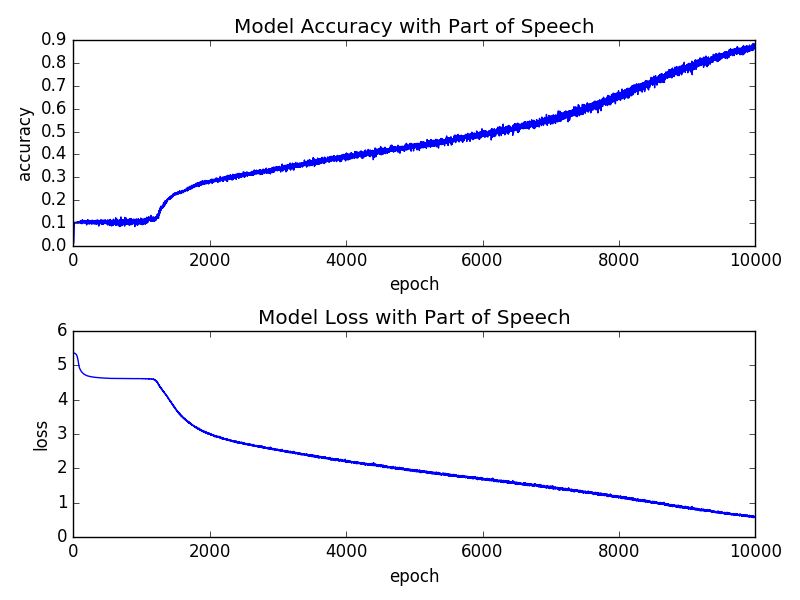 Model Accuracy with Part of Speech
0.9
0.8
0.7
0.6
0.5
0.4
0.3
0.2
0.1
0.0
accuracy
0 2000 4000 6000 8000 10000
epoch
Model Loss with Part of Speech
6
5
4
3
2
1
0
loss
0 2000 4000 6000 8000 10000
epoch